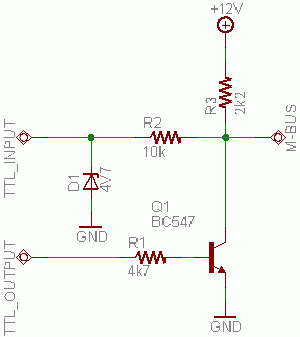 +12V
R3
2k2
TTL_INPUT
R2
10k
M-BUS
D1
4V7
GND
Q1
BC547
TTL_OUTPUT
R1
4k7
GND